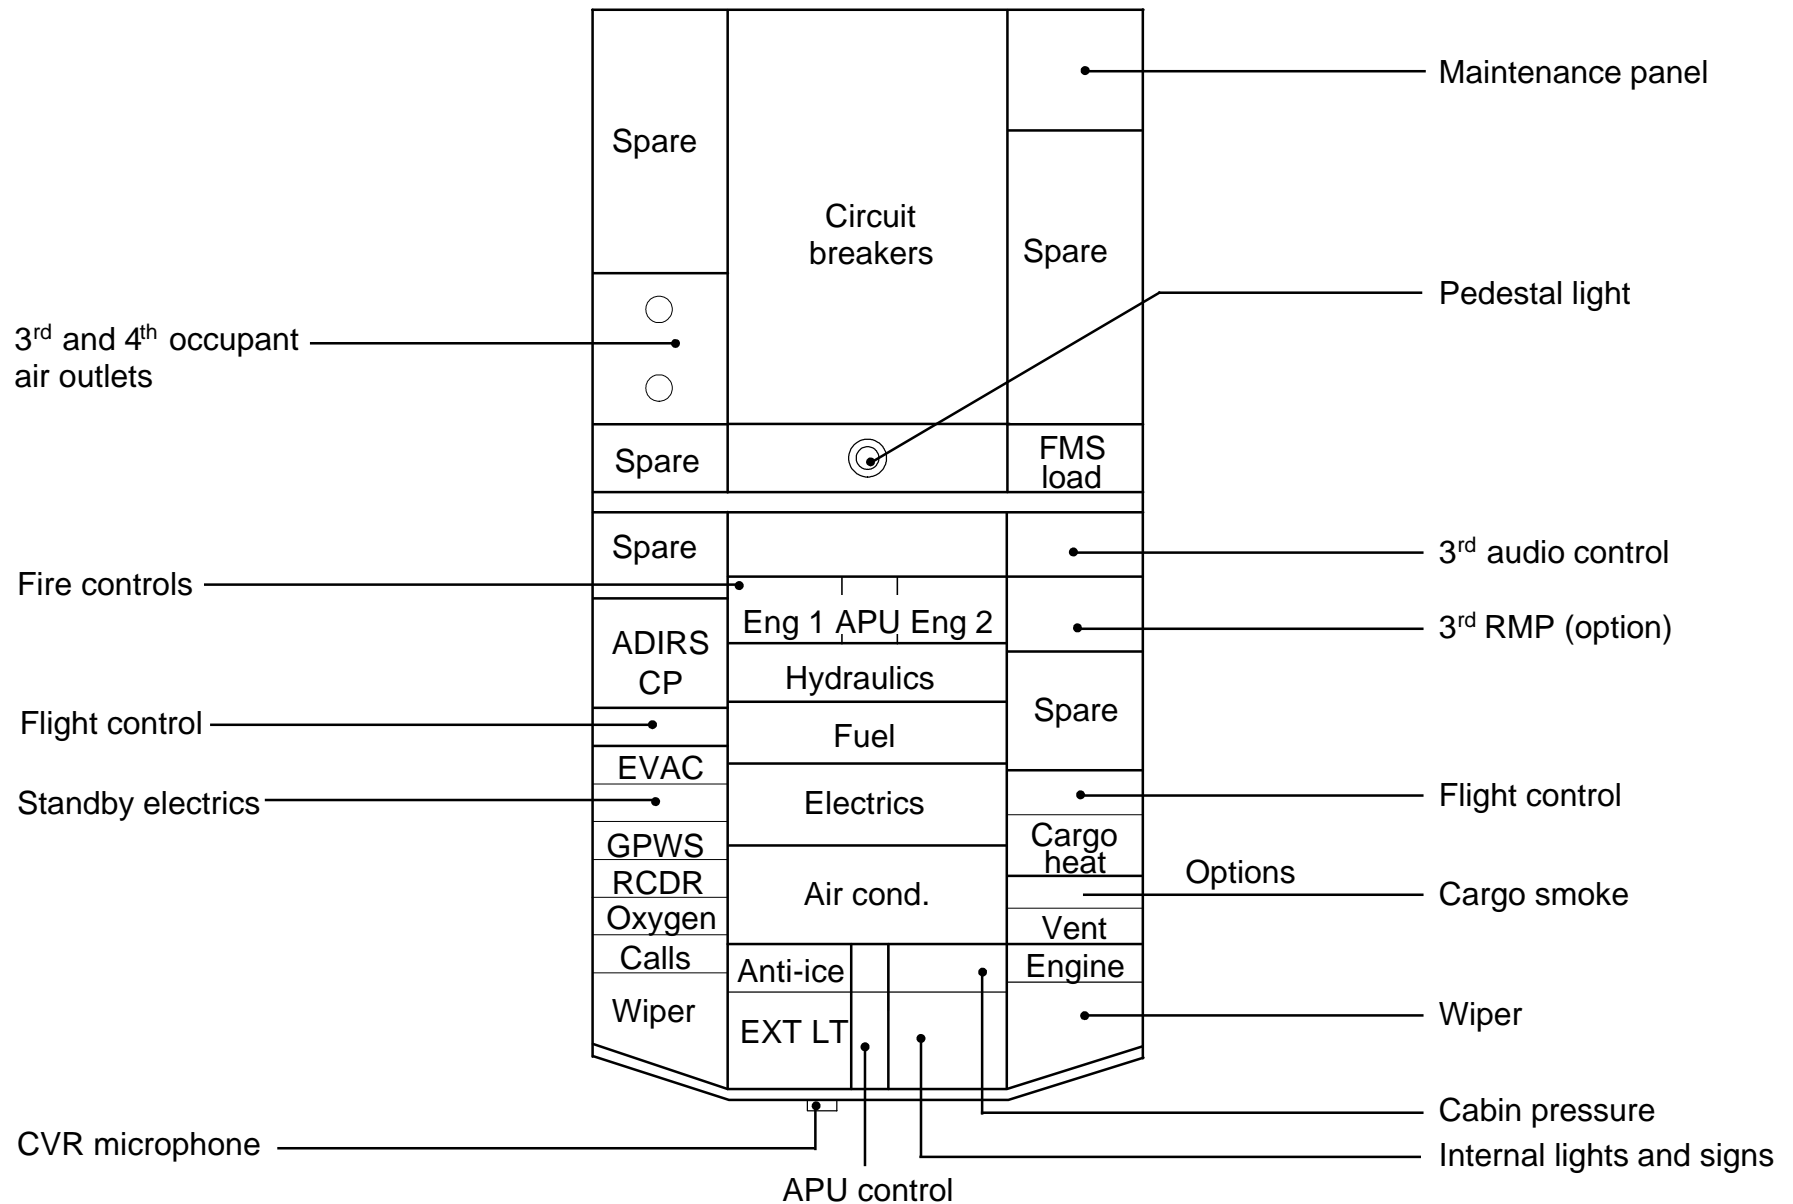 Maintenance panel
Spare
Circuit
breakers
Spare
Pedestal light
3rd and 4th occupant
air outlets
Spare
FMS
load
Spare
3rd audio control
Fire controls
Eng 1 APU Eng 2
3rd RMP (option)
ADIRS
CP
Hydraulics
Spare
Flight control
Fuel
EVAC
Standby electrics
Electrics
Flight control
GPWS
Cargo
heat
RCDR
Options
Air cond.
Cargo smoke
Oxygen
Vent
Calls
Anti-ice
Engine
Wiper
EXT LT
Wiper
Cabin pressure
CVR microphone
Internal lights and signs
APU control